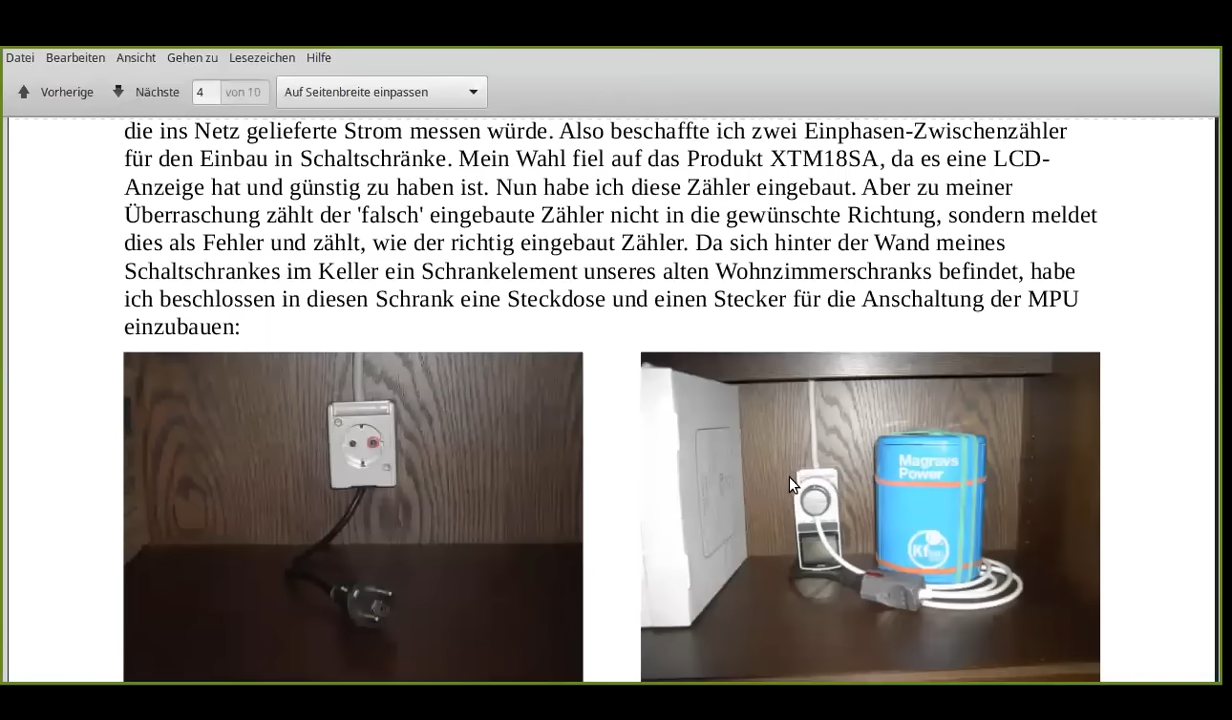 Datei Bearbeiten Ansicht Gehen zu Lesezeichen Hilfe
Vorherige Nächste 4 von 10 Auf Seitenbreite einpassen
die ins Netz gelieferte Strom messen würde. Also beschaffte ich zwei Einphasen-Zwischenzähler
für den Einbau in Schaltschränke. Mein Wahl fiel auf das Produkt XTM18SA, da es eine LCD-
Anzeige hat und günstig zu haben ist. Nun habe ich diese Zähler eingebaut. Aber zu meiner
Überraschung zählt der 'falsch' eingebaute Zähler nicht in die gewünschte Richtung, sondern meldet
dies als Fehler und zählt, wie der richtig eingebaut Zähler. Da sich hinter der Wand meines
Schaltschrankes im Keller ein Schrankelement unseres alten Wohnzimmerschranks befindet, habe
ich beschlossen in diesen Schrank eine Steckdose und einen Stecker für die Anschaltung der MPU
einzubauen:
Magravs
Power